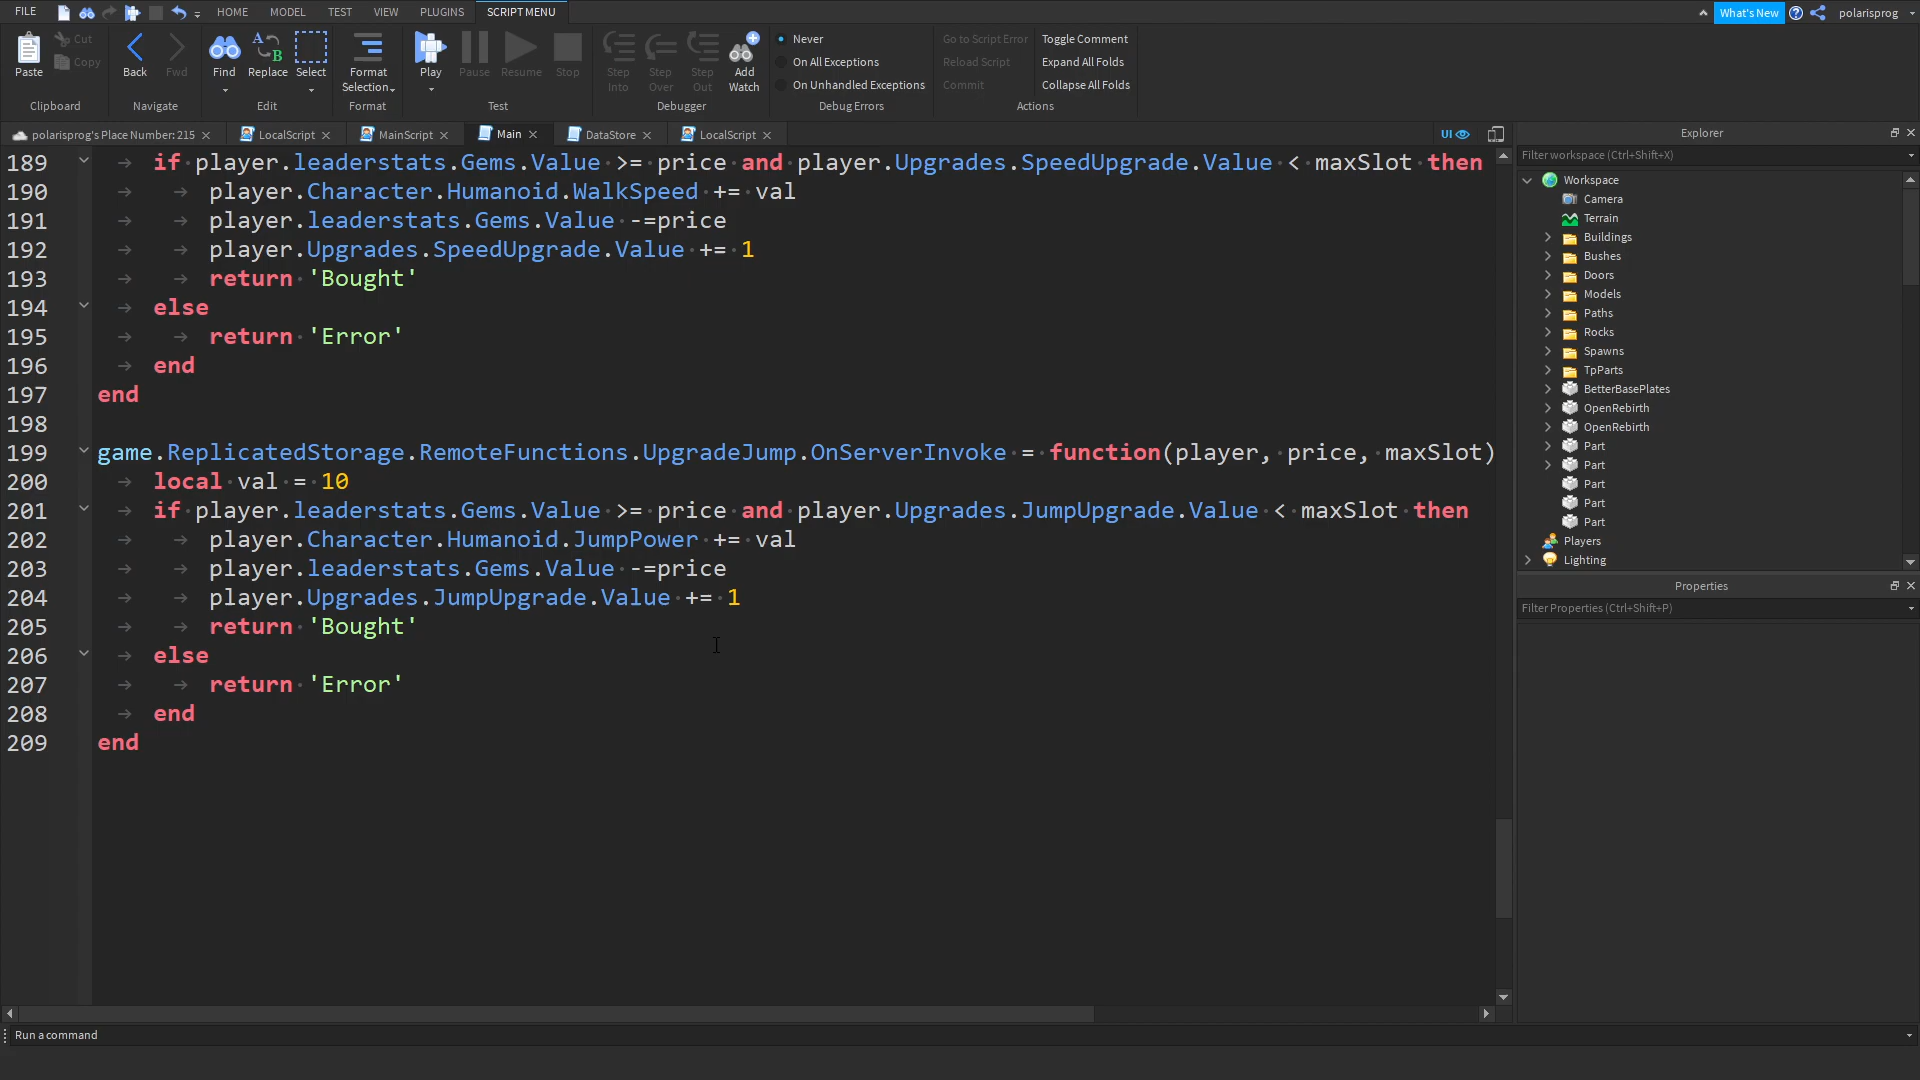 FILE HOME MODEL TEST VIEW PLUGINS SCRIPT MENU What's New polarisprog
Paste Cut Copy Clipboard
Back Fwd Navigate
Find Replace Select Edit
Format Selection Format
Play Pause Resume Stop Test
Step Into Step Over Step Out Add Watch Debugger
Never
On All Exceptions
On Unhandled Exceptions
Debug Errors
Go to Script Error Toggle Comment
Reload Script Expand All Folds
Commit Collapse All Folds
Actions
polarisprog's Place Number: 215 LocalScript MainScript Main DataStore LocalScript UI
189 if player.leaderstats.Gems.Value >= price and player.Upgrades.SpeedUpgrade.Value < maxSlot then
190 player.Character.Humanoid.WalkSpeed += val
191 player.leaderstats.Gems.Value -=price
192 player.Upgrades.SpeedUpgrade.Value += 1
193 return 'Bought'
194 else
195 return 'Error'
196 end
197 end
198
199 game.ReplicatedStorage.RemoteFunctions.UpgradeJump.OnServerInvoke = function(player, price, maxSlot)
200 local val = 10
201 if player.leaderstats.Gems.Value >= price and player.Upgrades.JumpUpgrade.Value < maxSlot then
202 player.Character.Humanoid.JumpPower += val
203 player.leaderstats.Gems.Value -=price
204 player.Upgrades.JumpUpgrade.Value += 1
205 return 'Bought'
206 else
207 return 'Error'
208 end
209 end
Explorer
Filter workspace (Ctrl+Shift+X)
Workspace
Camera
Terrain
Buildings
Bushes
Doors
Models
Paths
Rocks
Spawns
TpParts
BetterBasePlates
OpenRebirth
OpenRebirth
Part
Part
Part
Part
Part
Players
Lighting
Properties
Filter Properties (Ctrl+Shift+P)
Run a command